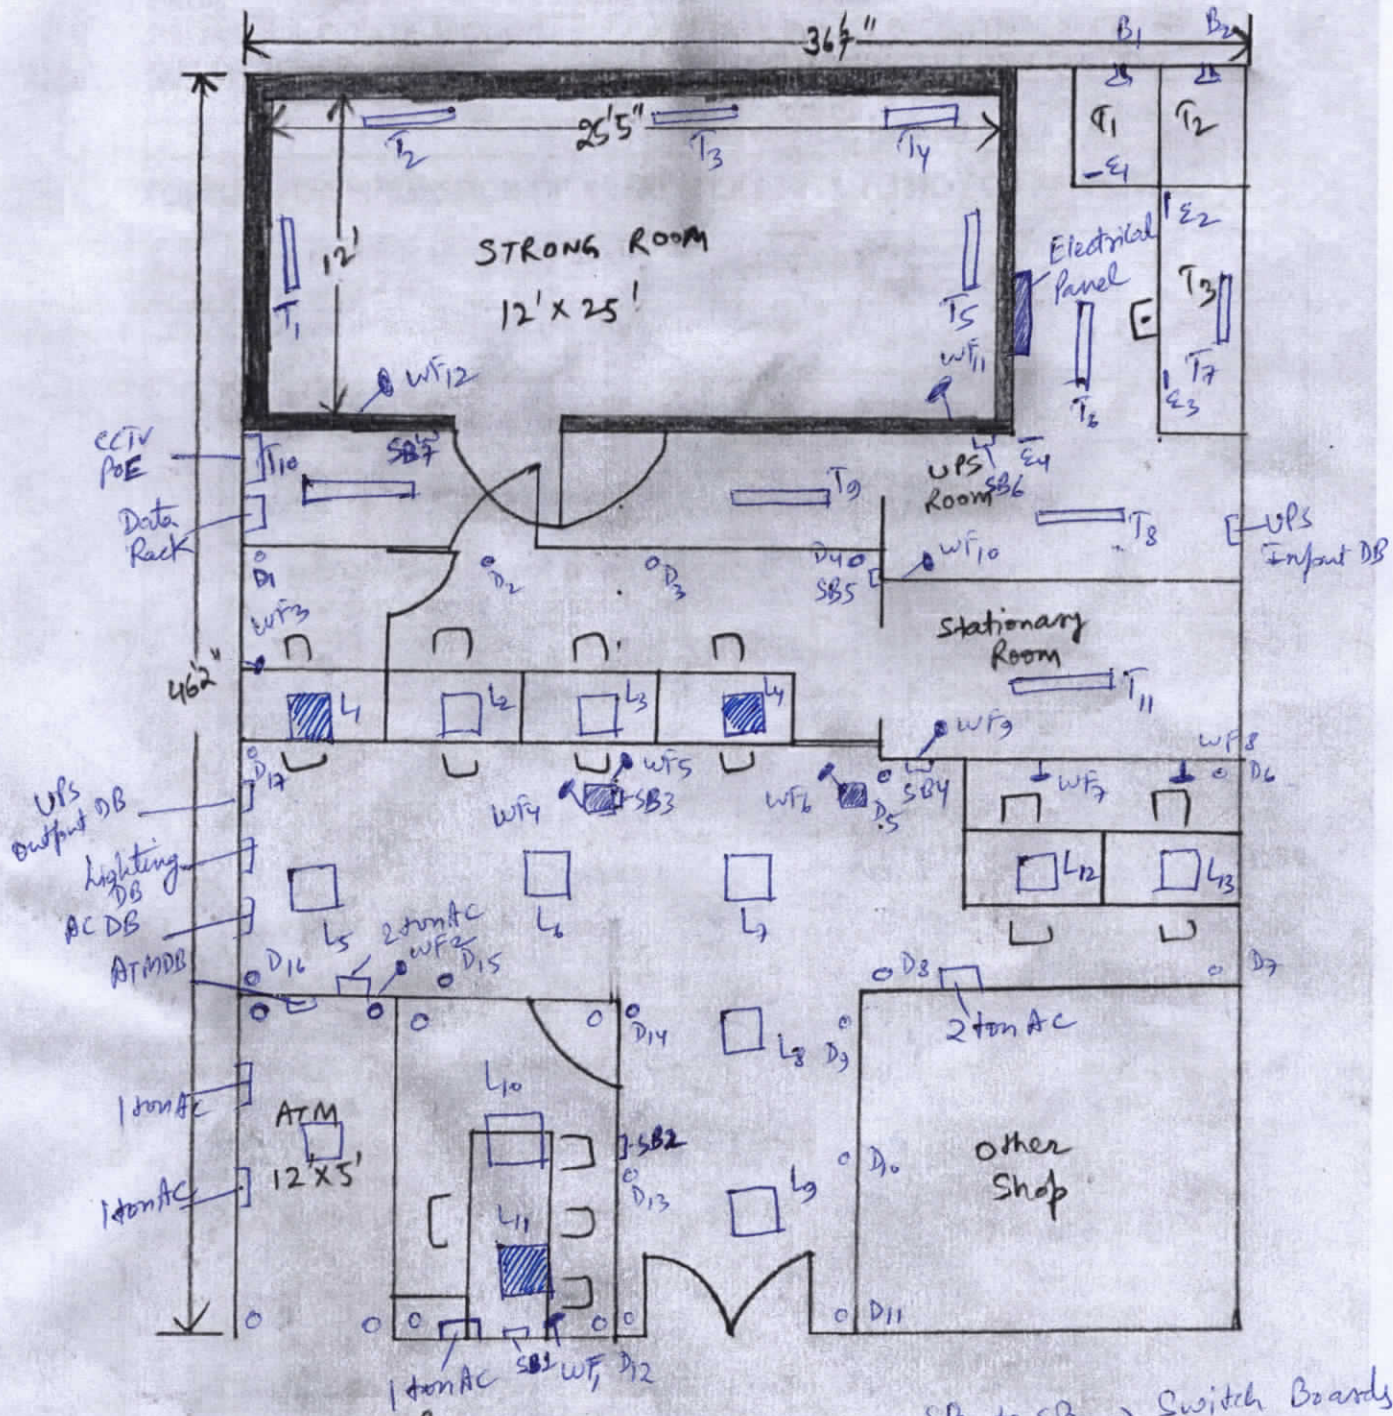 B1 B2
36'7"
T1 T2
25'5"
T2 T3 T4
E1
E2
12'
STRONG ROOM
12' X 25'
Electrical
Panel
T3
T1
T5
T7
E3
T6
WF11
WF12
CCTV
PoE
T10
SB7
UPS
Room
E4
SB6
T9
T8
Data
Rack
UPS
Input DB
D1
D2
D3
D4
SB5
WF10
WF3
Stationary
Room
46'2"
L1
L2
L3
L4
T11
WF9
WF8
D17
WF5
WF4
SB3
WF6
D5
SB4
WF7
D6
UPS
Output DB
Lighting
DB
L12
L13
L5
L6
L7
AC DB
2 ton AC
WF2
ATMDB
D16
D15
D8
D7
2 ton AC
D14
L8
D9
1 ton AC
L10
ATM
12' X 5'
SB2
D10
Other
Shop
1 ton AC
D13
L9
L11
D11
1 ton AC
SB1
WF1
D12
Switch Boards